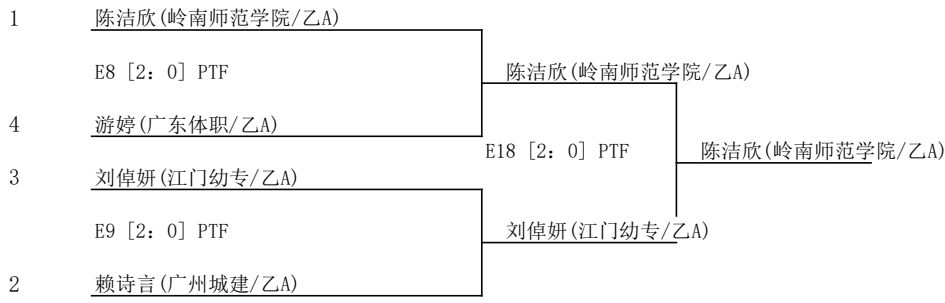 1 陈洁欣(岭南师范学院/乙A)
E8 [2: 0] PTF
陈洁欣(岭南师范学院/乙A)
4 游婷(广东体职/乙A)
E18 [2: 0] PTF
陈洁欣(岭南师范学院/乙A)
3 刘倬妍(江门幼专/乙A)
E9 [2: 0] PTF
刘倬妍(江门幼专/乙A)
2 赖诗言(广州城建/乙A)